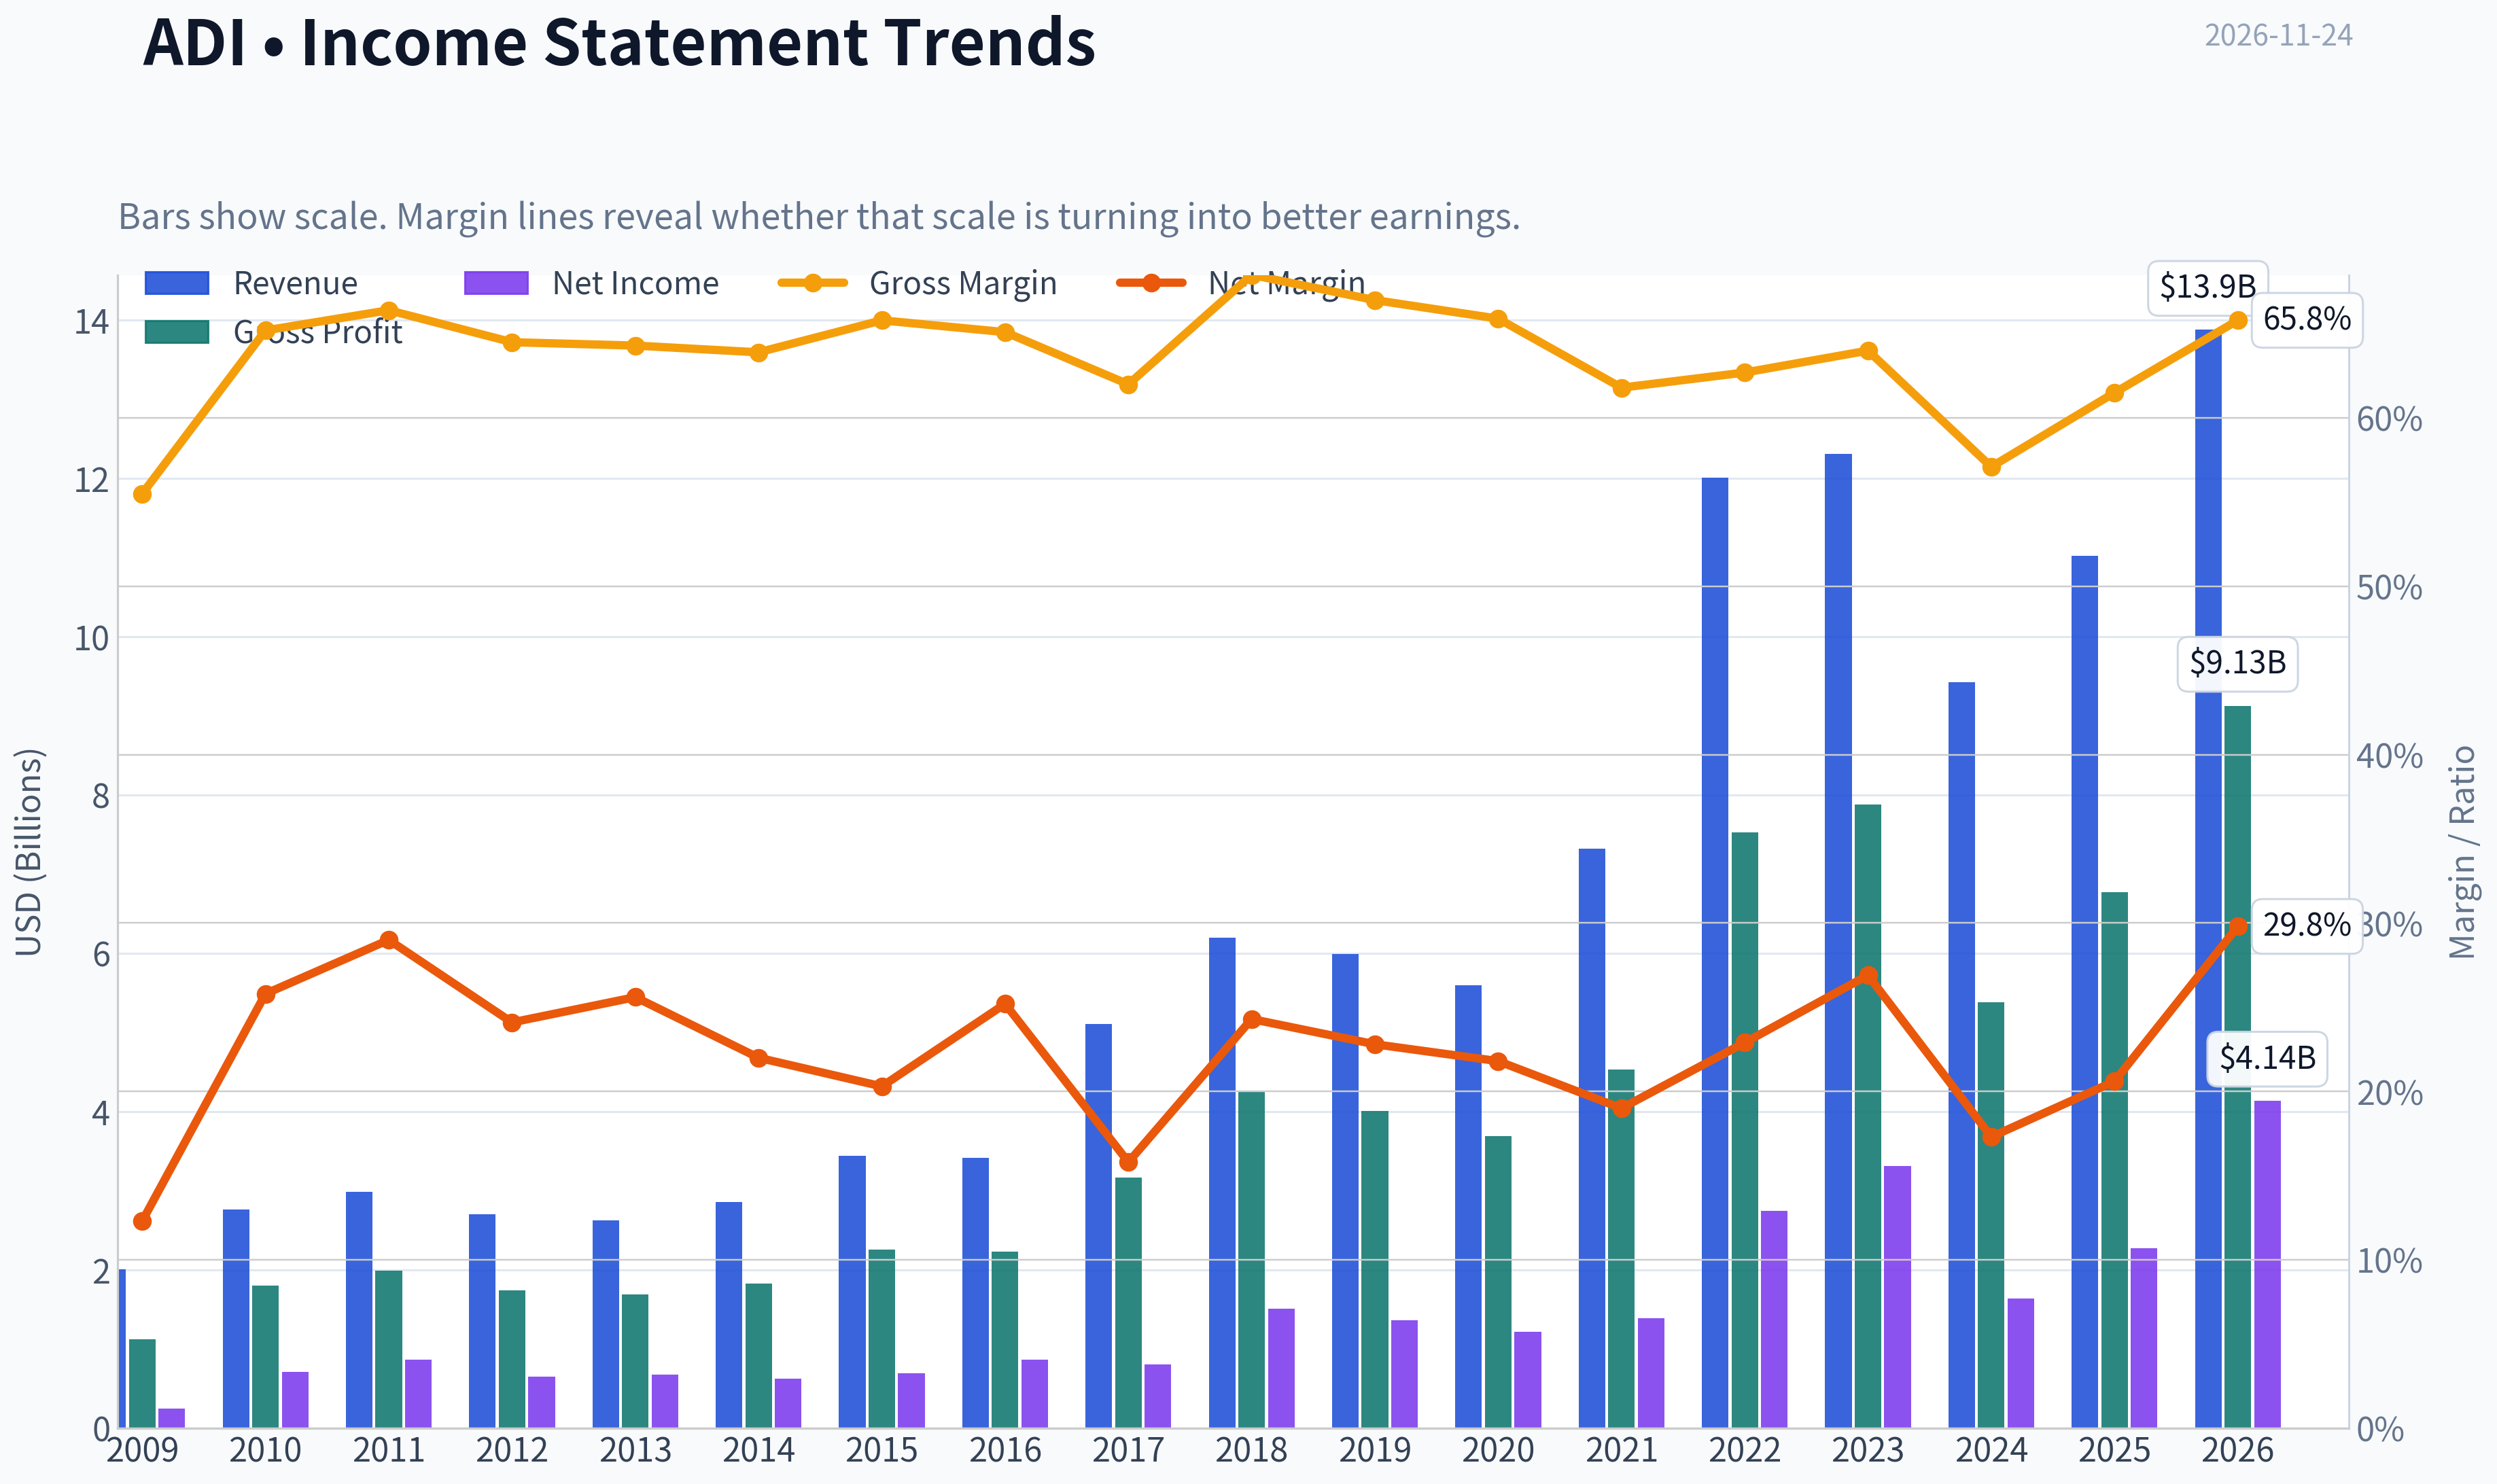 ADI • Income Statement Trends
2026-11-24
Bars show scale. Margin lines reveal whether that scale is turning into better earnings.
Revenue
Net Income
Gross Margin
Net Margin
Gross Profit
$13.9B
65.8%
$9.13B
29.8%
$4.14B
USD (Billions)
14
12
10
8
6
4
2
0
60%
50%
40%
30%
20%
10%
0%
Margin / Ratio
2009 2010 2011 2012 2013 2014 2015 2016 2017 2018 2019 2020 2021 2022 2023 2024 2025 2026